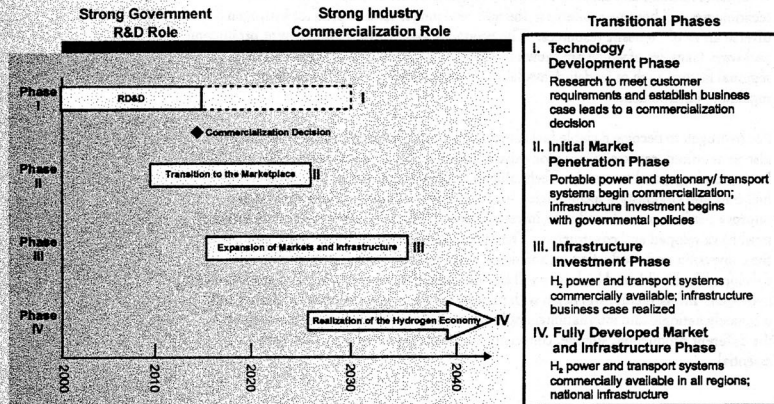 Strong Government
R&D Role
Strong Industry
Commercialization Role
Phase
I
RD&D
I
Commercialization Decision
Phase
II
Transition to the Marketplace
II
Phase
III
Expansion of Markets and Infrastructure
III
Phase
IV
Realization of the Hydrogen Economy
IV
2000
2010
2020
2030
2040
Transitional Phases
I. Technology
Development Phase
Research to meet customer
requirements and establish business
case leads to a commercialization
decision
II. Initial Market
Penetration Phase
Portable power and stationary/ transport
systems begin commercialization;
infrastructure investment begins
with governmental policies
III. Infrastructure
Investment Phase
H₂ power and transport systems
commercially available; infrastructure
business case realized
IV. Fully Developed Market
and Infrastructure Phase
H₂ power and transport systems
commercially available in all regions;
national infrastructure